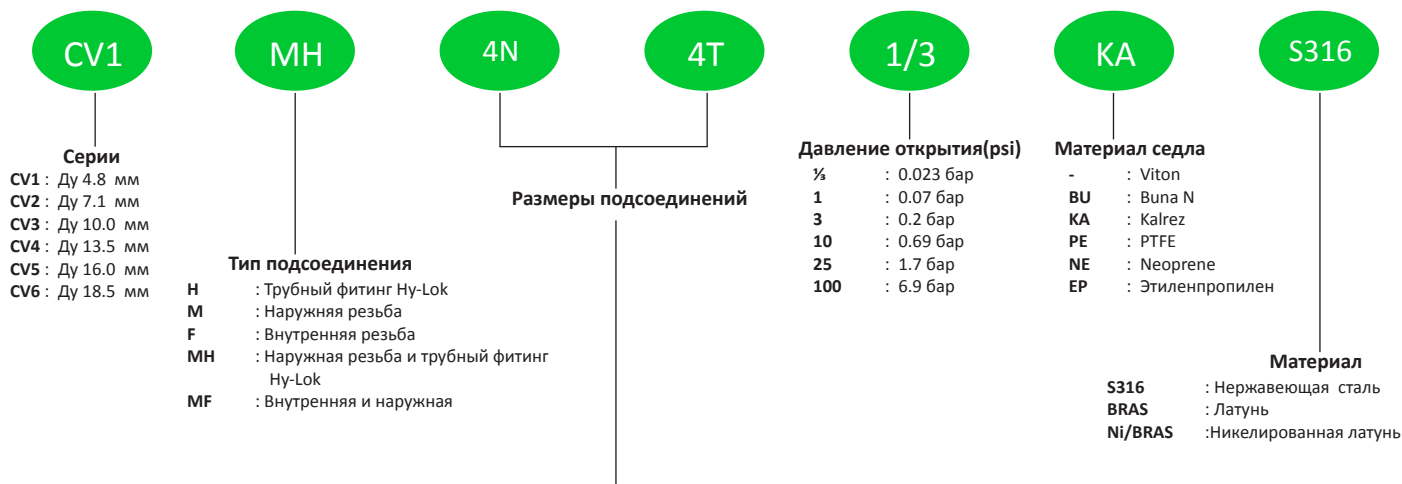 CV1 MH 4N 4T 1/3 KA S316
Серии
CV1 : Ду 4.8 мм
CV2 : Ду 7.1 мм
CV3 : Ду 10.0 мм
CV4 : Ду 13.5 мм
CV5 : Ду 16.0 мм
CV6 : Ду 18.5 мм
Тип подсоединения
H : Трубный фитинг Hy-Lok
M : Наружняя резьба
F : Внутренняя резьба
MH : Наружная резьба и трубный фитинг
Hy-Lok
MF : Внутренняя и наружная
Размеры подсоединений
Давление открытия(psi)
⅓ : 0.023 бар
1 : 0.07 бар
3 : 0.2 бар
10 : 0.69 бар
25 : 1.7 бар
100 : 6.9 бар
Материал седла
- : Viton
BU : Buna N
KA : Kalrez
PE : PTFE
NE : Neoprene
EP : Этиленпропилен
Материал
S316 : Нержавеющая сталь
BRAS : Латунь
Ni/BRAS :Никелированная латунь